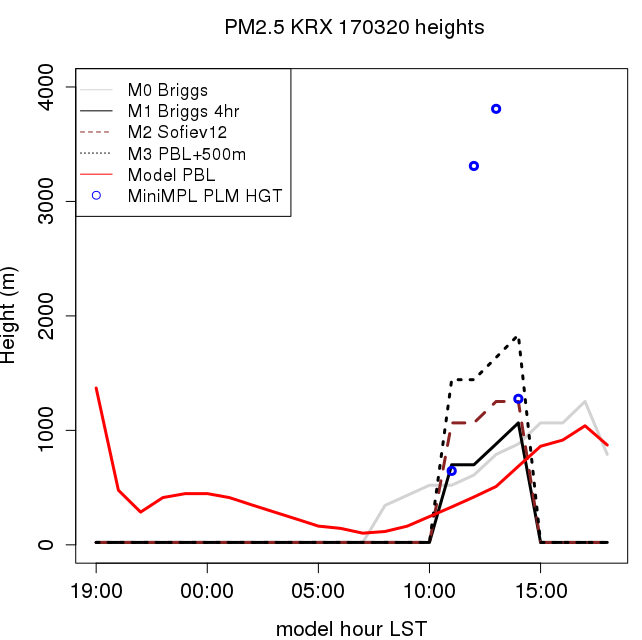 PM2.5 KRX 170320 heights
M0 Briggs
M1 Briggs 4hr
M2 Sofiev12
M3 PBL+500m
Model PBL
MiniMPL PLM HGT
Height (m)
4000
3000
2000
1000
0
19:00 00:00 05:00 10:00 15:00
model hour LST